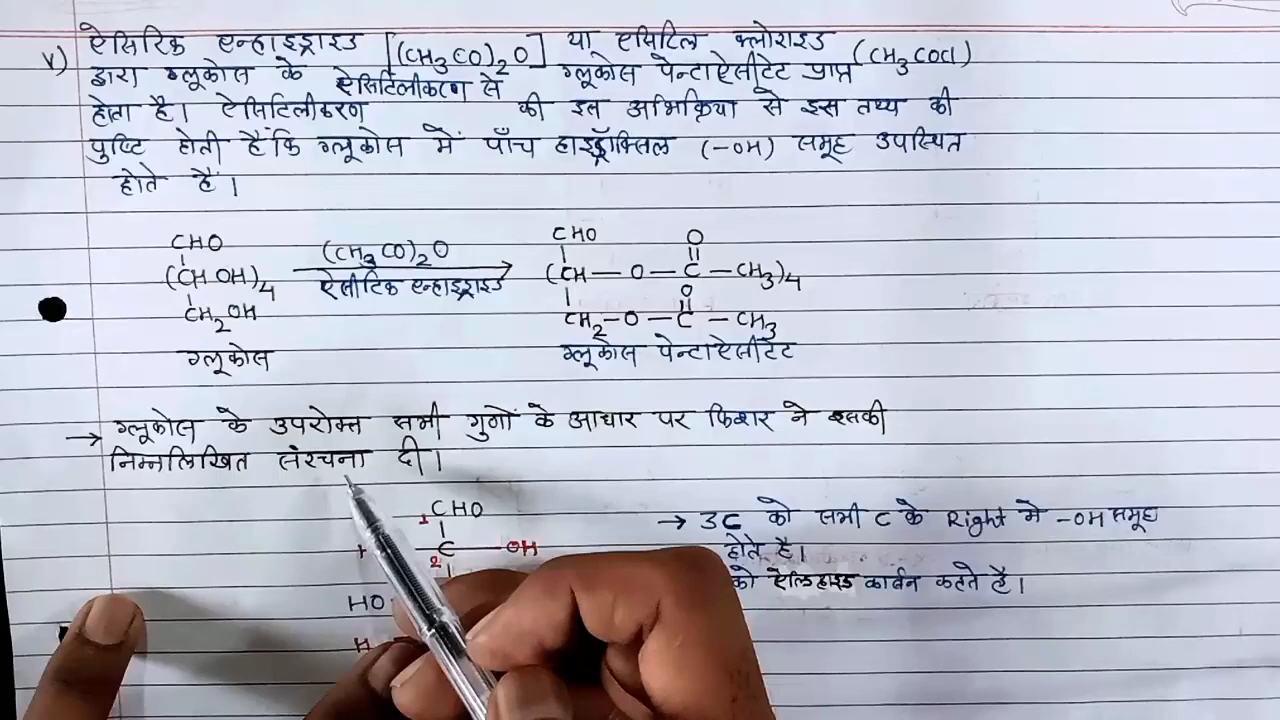 v) ऐसिटिक एन्हाइड्राइड [(CH3CO)2O] या एसिटिल क्लोराइड (CH3COCl)
द्वारा ग्लूकोस के ऐसिटिलीकरण से ग्लूकोस पेन्टाऐसीटेट प्राप्त
होता है। ऐसिटिलीकरण की इस अभिक्रिया से इस तथ्य की
पुष्टि होती है कि ग्लूकोस में पाँच हाइड्रॉक्सिल (-OH) समूह उपस्थित
होते हैं।
CHO
(CHOH)4
CH2OH
ग्लूकोस
(CH3CO)2O
ऐसीटिक एन्हाइड्राइड
CHO O
(CH — O — C — CH3)4
O
CH2 — O — C — CH3
ग्लूकोस पेन्टाऐसीटेट
→ ग्लूकोस के उपरोक्त सभी गुणों के आधार पर फिशर ने इसकी
निम्नलिखित संरचना दी।
1 CHO
C — OH
2
HO
H
→ 3C को सभी C के Right में -OH समूह
होते है।
को ऐल्डिहाइड कार्बन कहते है।